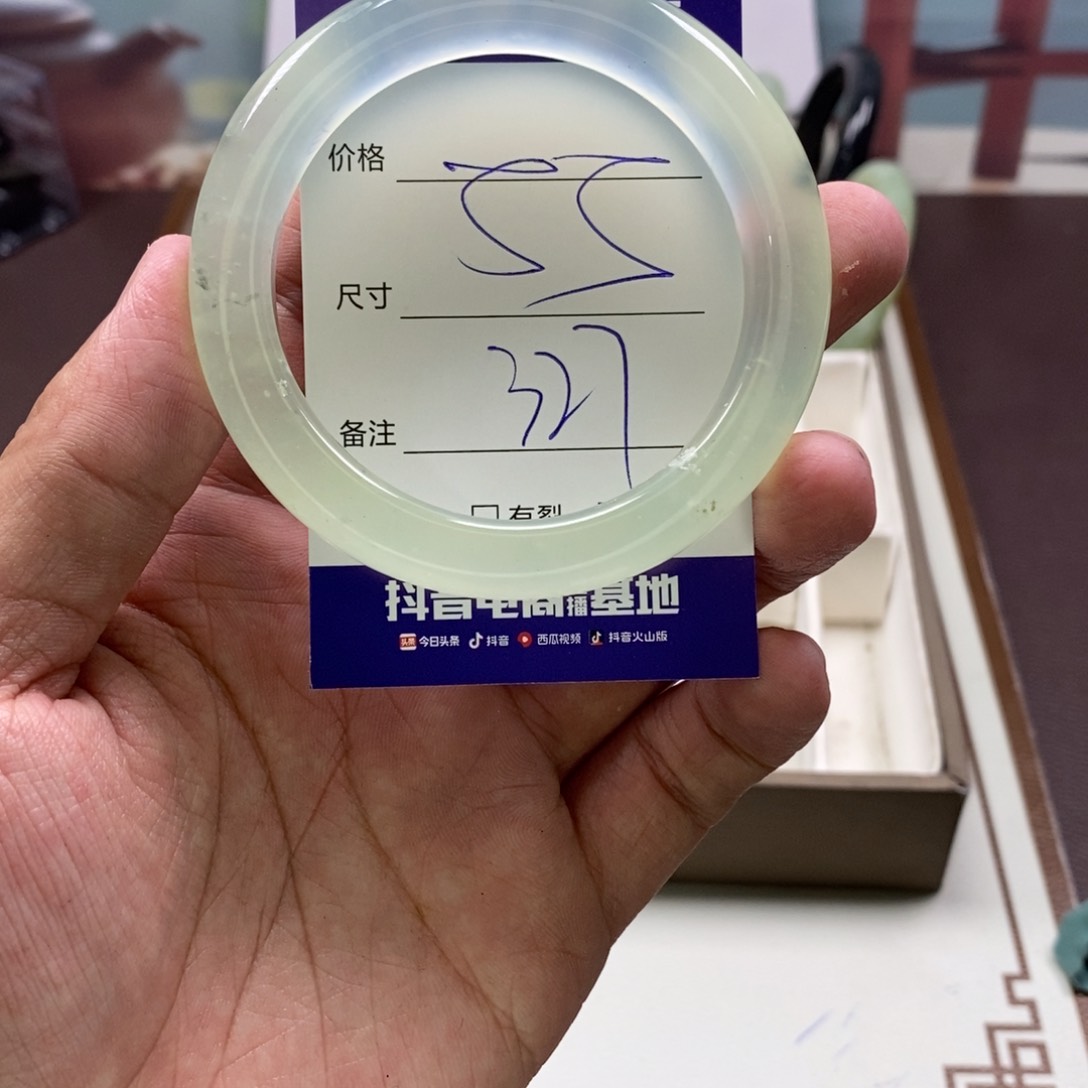 价格
55
尺寸
327
备注
有裂
抖音电商直播基地
今日头条 抖音 西瓜视频 抖音火山版